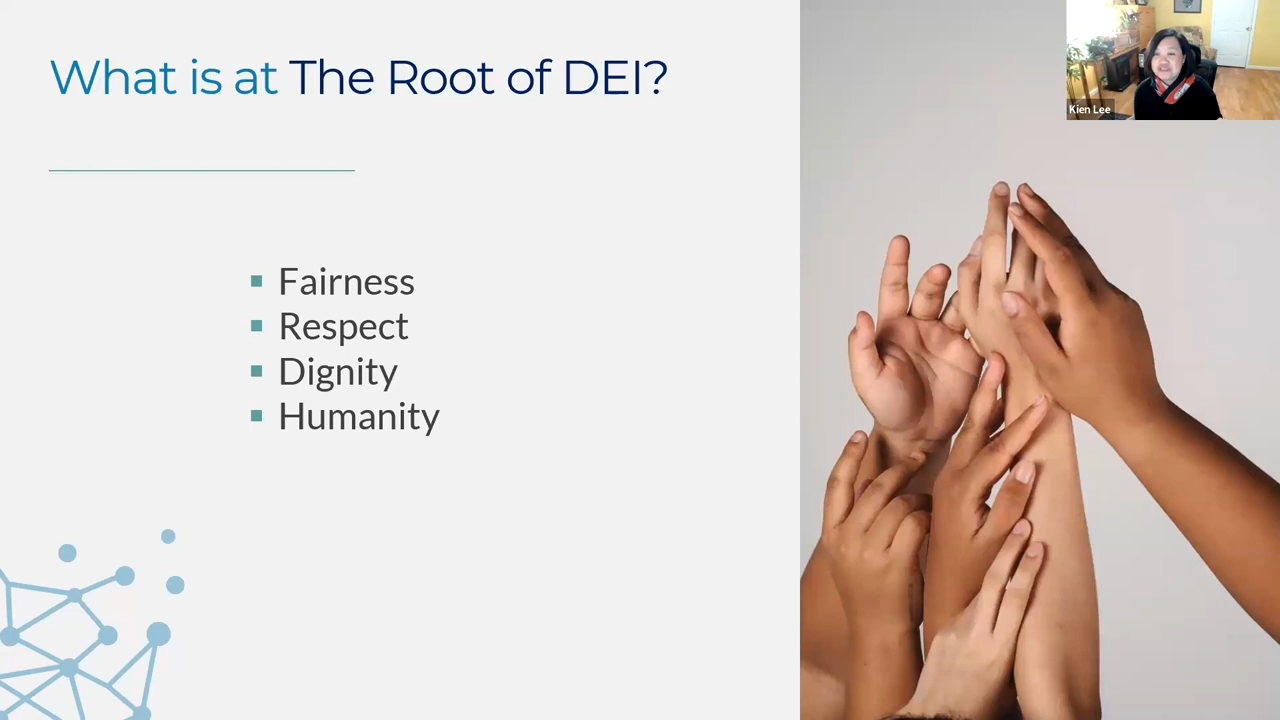 What is at The Root of DEI?
Kien Lee
Fairness
Respect
Dignity
Humanity